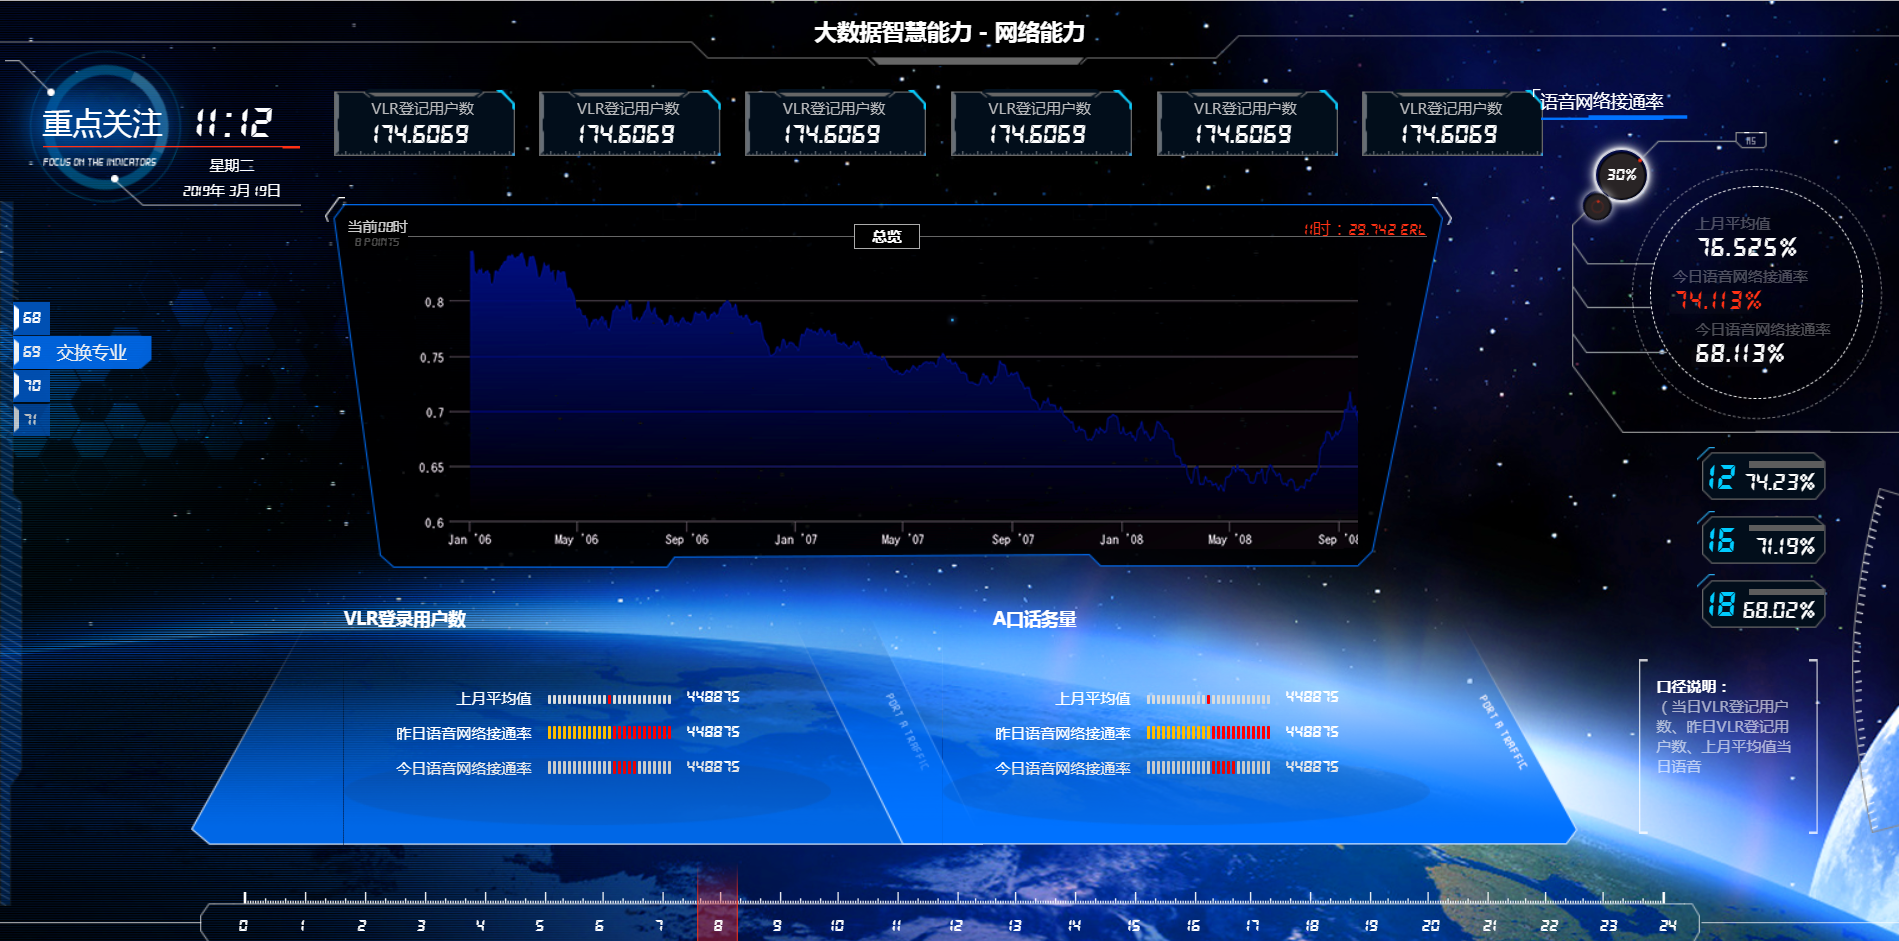 大数据智慧能力 - 网络能力
重点关注
FOCUS ON THE INDICATORS
11:12
星期二
2019年 3月 19日
VLR登记用户数
174.6069
VLR登记用户数
174.6069
VLR登记用户数
174.6069
VLR登记用户数
174.6069
VLR登记用户数
174.6069
VLR登记用户数
174.6069
语音网络接通率
MS
30%
上月平均值
76.525%
今日语音网络接通率
74.113%
今日语音网络接通率
68.113%
当前08时
8 POINTS
总览
11时：29.742 ERL
0.8
0.75
0.7
0.65
0.6
Jan '06
May '06
Sep '06
Jan '07
May '07
Sep '07
Jan '08
May '08
Sep '08
68
69 交换专业
70
71
12 74.23%
16 71.19%
18 68.02%
VLR登录用户数
上月平均值 448875
昨日语音网络接通率 448875
今日语音网络接通率 448875
PORT A TRAFFIC
A口话务量
上月平均值 448875
昨日语音网络接通率 448875
今日语音网络接通率 448875
PORT A TRAFFIC
口径说明：
（当日VLR登记用户
数、昨日VLR登记用
户数、上月平均值当
日语音
0 1 2 3 4 5 6 7 8 9 10 11 12 13 14 15 16 17 18 19 20 21 22 23 24